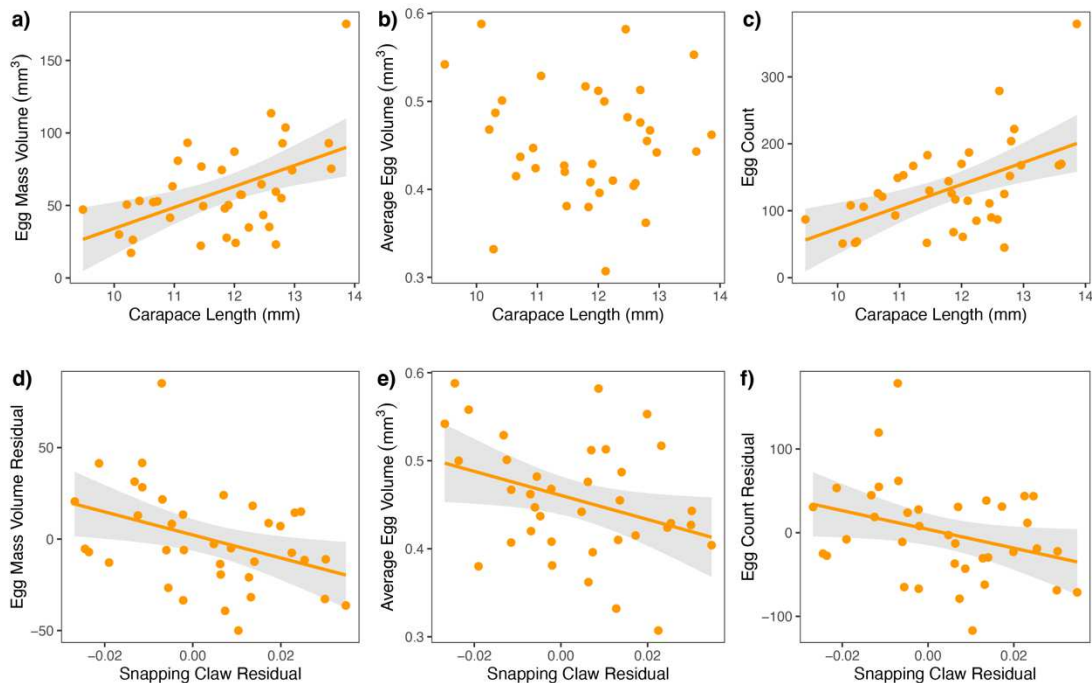 a)
Egg Mass Volume (mm³)
150
100
50
0
10 11 12 13 14
Carapace Length (mm)
b)
Average Egg Volume (mm³)
0.6
0.5
0.4
0.3
10 11 12 13 14
Carapace Length (mm)
c)
Egg Count
300
200
100
0
10 11 12 13 14
Carapace Length (mm)
d)
Egg Mass Volume Residual
50
0
−50
−0.02 0.00 0.02
Snapping Claw Residual
e)
Average Egg Volume (mm³)
0.6
0.5
0.4
0.3
−0.02 0.00 0.02
Snapping Claw Residual
f)
Egg Count Residual
100
0
−100
−0.02 0.00 0.02
Snapping Claw Residual